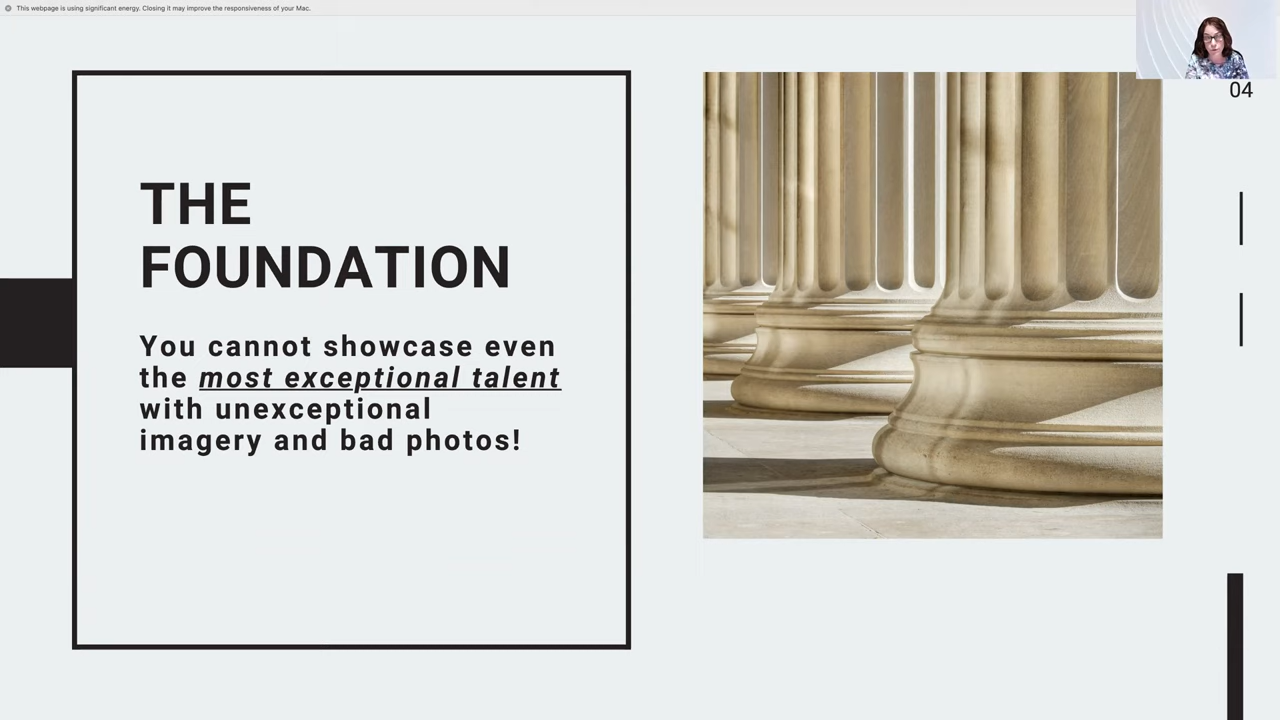 This webpage is using significant energy. Closing it may improve the responsiveness of your Mac.
04
THE
FOUNDATION
You cannot showcase even
the most exceptional talent
with unexceptional
imagery and bad photos!